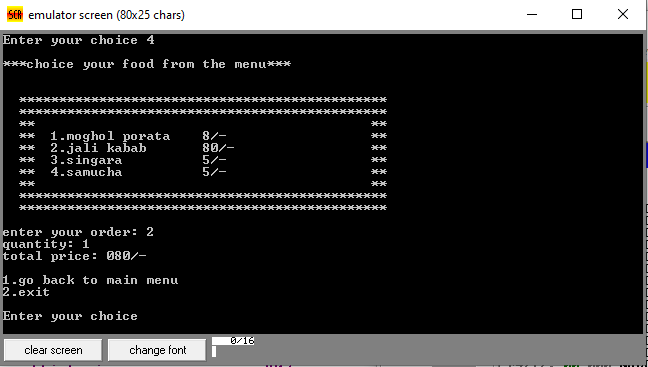 emulator screen (80x25 chars)
Enter your choice 4
***choice your food from the menu***
**********************************************
**********************************************
** **
** 1.moghol porata 8/- **
** 2.jali kabab 80/- **
** 3.singara 5/- **
** 4.samucha 5/- **
** **
**********************************************
**********************************************
enter your order: 2
quantity: 1
total price: 080/-
1.go back to main menu
2.exit
Enter your choice
clear screen change font 0/16